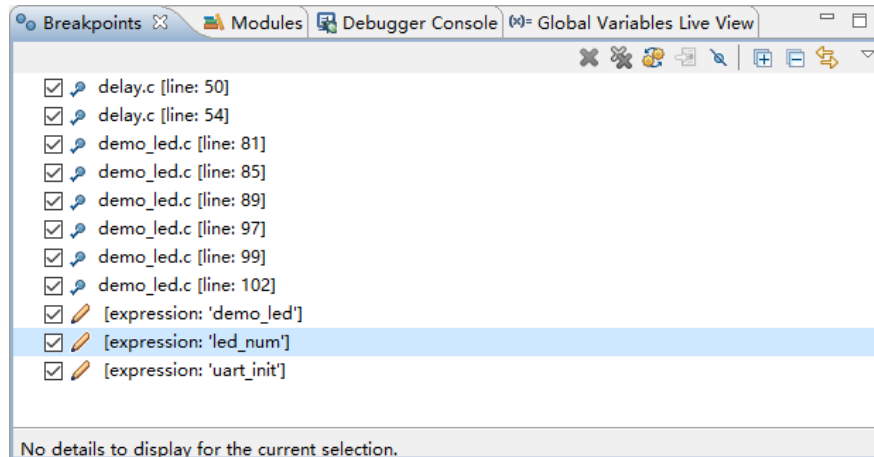 Breakpoints Modules Debugger Console (x)= Global Variables Live View
delay.c [line: 50]
delay.c [line: 54]
demo_led.c [line: 81]
demo_led.c [line: 85]
demo_led.c [line: 89]
demo_led.c [line: 97]
demo_led.c [line: 99]
demo_led.c [line: 102]
[expression: 'demo_led']
[expression: 'led_num']
[expression: 'uart_init']
No details to display for the current selection.